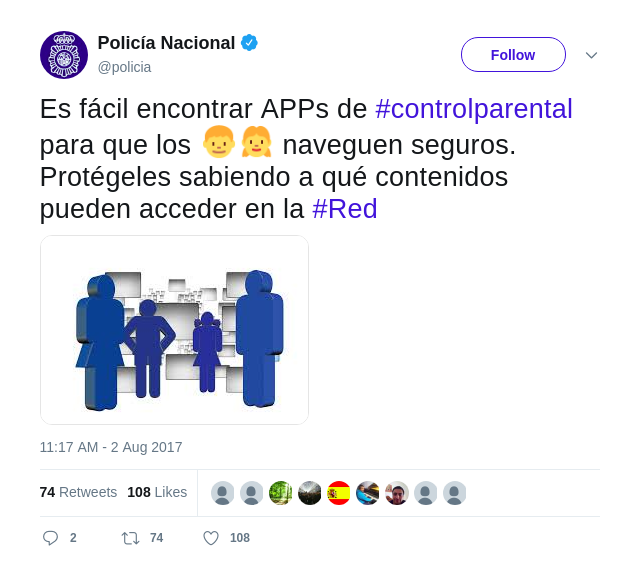 Policía Nacional
@policia
Follow
Es fácil encontrar APPs de #controlparental
para que los 👦👧 naveguen seguros.
Protégeles sabiendo a qué contenidos
pueden acceder en la #Red
11:17 AM - 2 Aug 2017
74 Retweets 108 Likes
2 74 108